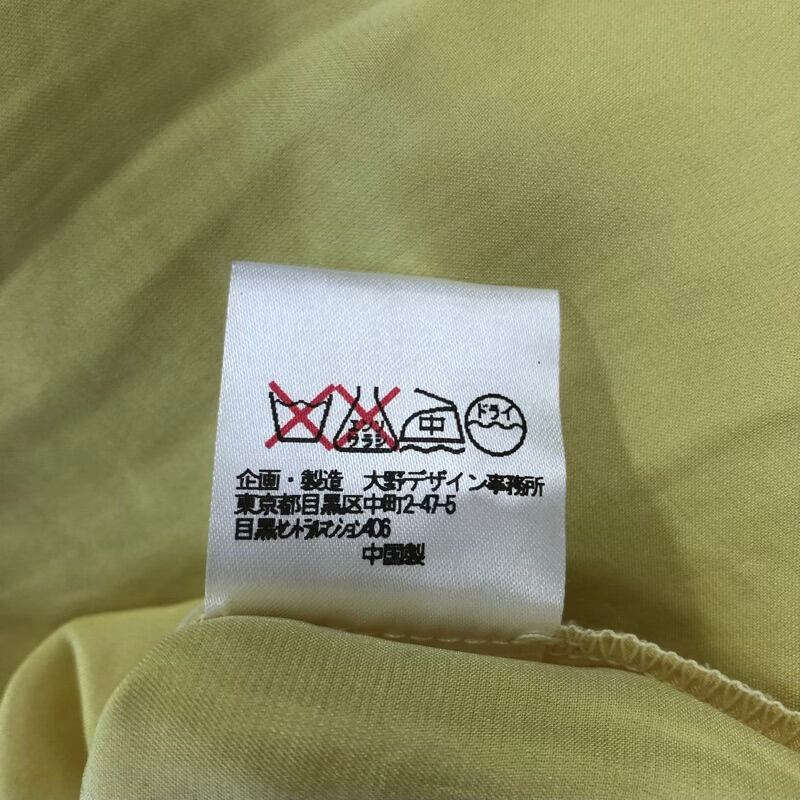 エンソ
サラシ
中
ドライ
企画・製造 大野デザイン事務所
東京都目黒区中町2-47-5
目黒セントラルマンション406
中国製